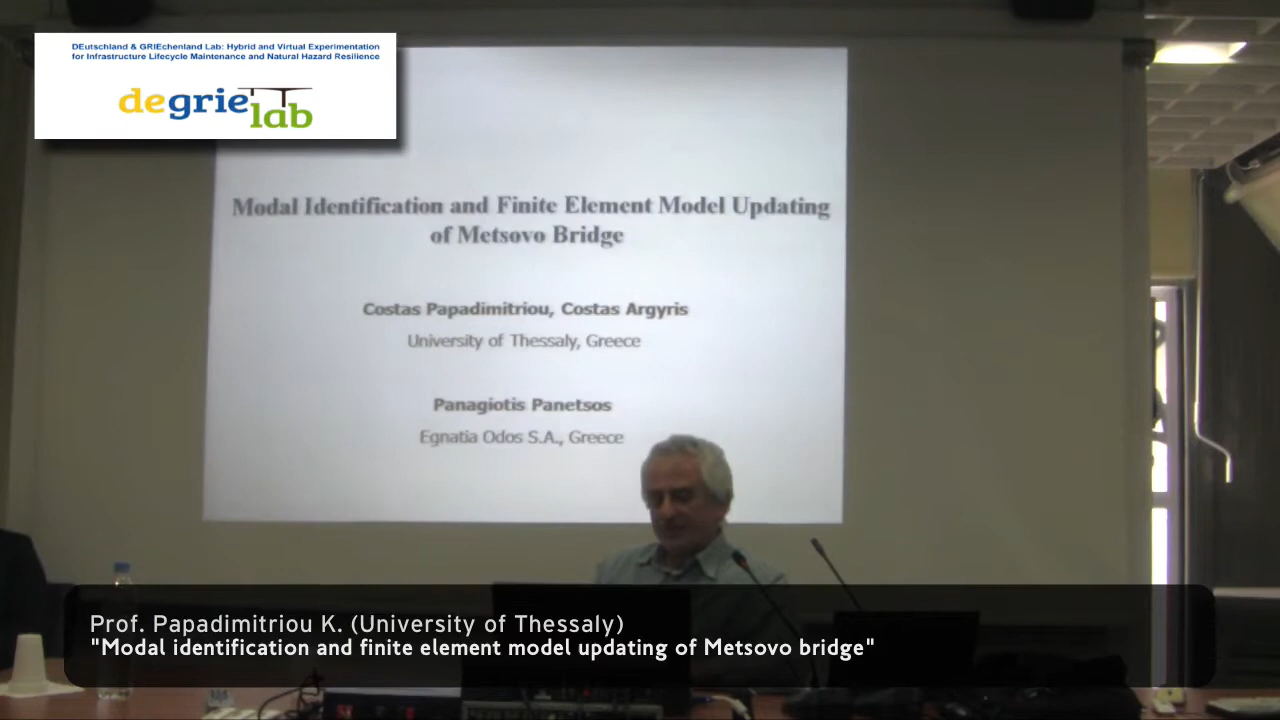 DEutschland & GRIEchenland Lab: Hybrid and Virtual Experimentation
for Infrastructure Lifecycle Maintenance and Natural Hazard Resilience
degrie lab
Modal Identification and Finite Element Model Updating
of Metsovo Bridge
Costas Papadimitriou, Costas Argyris
University of Thessaly, Greece
Panagiotis Panetsos
Egnatia Odos S.A., Greece
Prof. Papadimitriou K. (University of Thessaly)
"Modal identification and finite element model updating of Metsovo bridge"